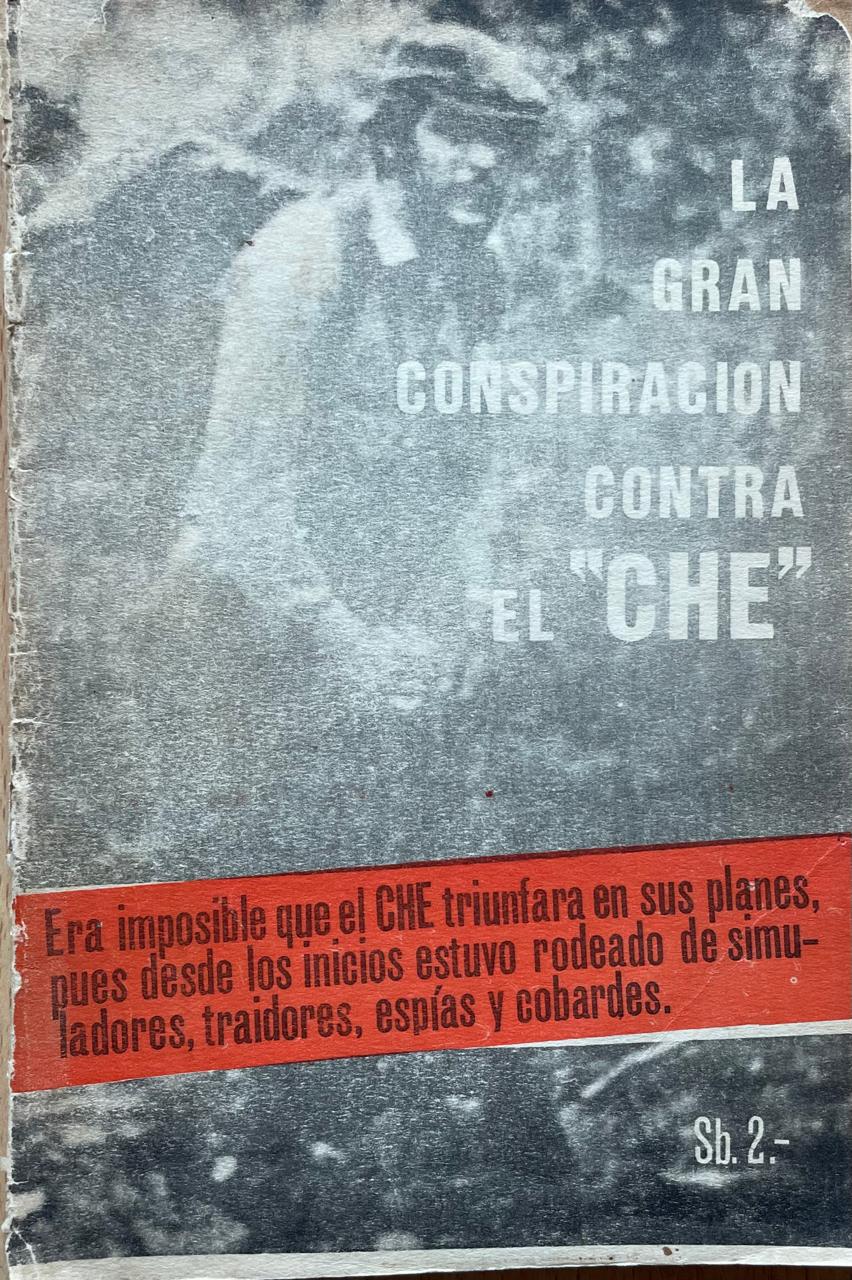 LA
GRAN
CONSPIRACION
CONTRA
EL "CHE"
Era imposible que el CHE triunfara en sus planes,
pues desde los inicios estuvo rodeado de simu-
ladores, traidores, espías y cobardes.
Sb. 2.-